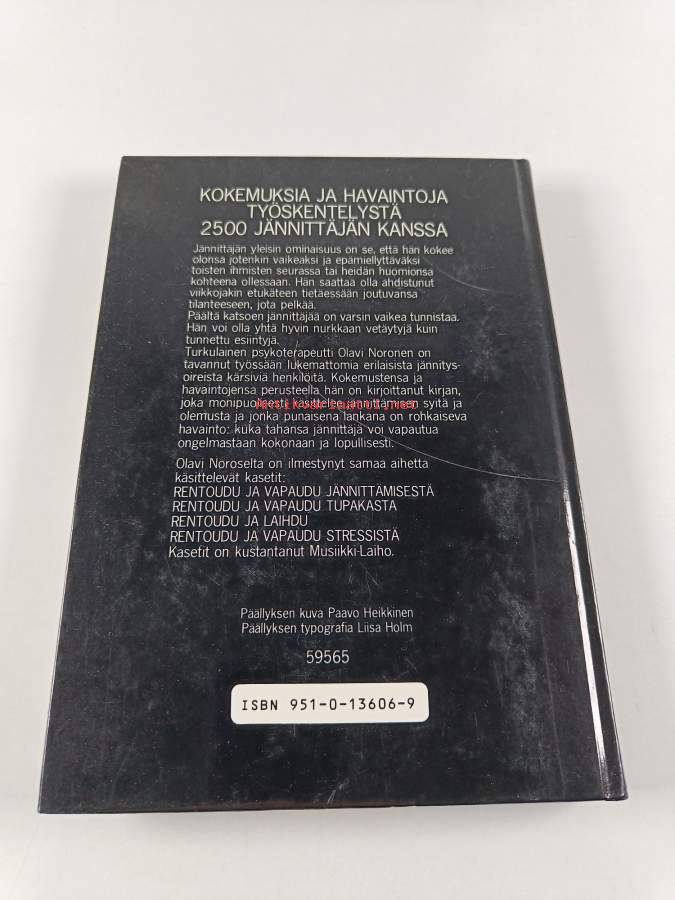 KOKEMUKSIA JA HAVAINTOJA
TYÖSKENTELYSTÄ
2500 JÄNNITTÄJÄN KANSSA
Jännittäjän yleisin ominaisuus on se, että hän kokee
olonsa jotenkin vaikeaksi ja epämiellyttäväksi
toisten ihmisten seurassa tai heidän huomionsa
kohteena ollessaan. Hän saattaa olla ahdistunut
viikkojakin etukäteen tietäessään joutuvansa
tilanteeseen, jota pelkää.
Päältä katsoen jännittäjää on varsin vaikea tunnistaa.
Hän voi olla yhtä hyvin nurkkaan vetäytyjä kuin
tunnettu esiintyjä.
Turkulainen psykoterapeutti Olavi Noronen on
tavannut työssään lukemattomia erilaisista jännitys-
oireista kärsiviä henkilöitä. Kokemustensa ja
havaintojensa perusteella hän on kirjoittanut kirjan,
joka monipuolisesti käsittelee jännittämisen syitä ja
olemusta ja jonka punaisena lankana on rohkaiseva
havainto: kuka tahansa jännittäjä voi vapautua
ongelmastaan kokonaan ja lopullisesti.
Olavi Noroselta on ilmestynyt samaa aihetta
käsittelevät kasetit:
RENTOUDU JA VAPAUDU JÄNNITTÄMISESTÄ
RENTOUDU JA VAPAUDU TUPAKASTA
RENTOUDU JA LAIHDU
RENTOUDU JA VAPAUDU STRESSISTÄ
Kasetit on kustantanut Musiikki-Laiho.
Päällyksen kuva Paavo Heikkinen
Päällyksen typografia Liisa Holm
59565
ISBN 951-0-13606-9